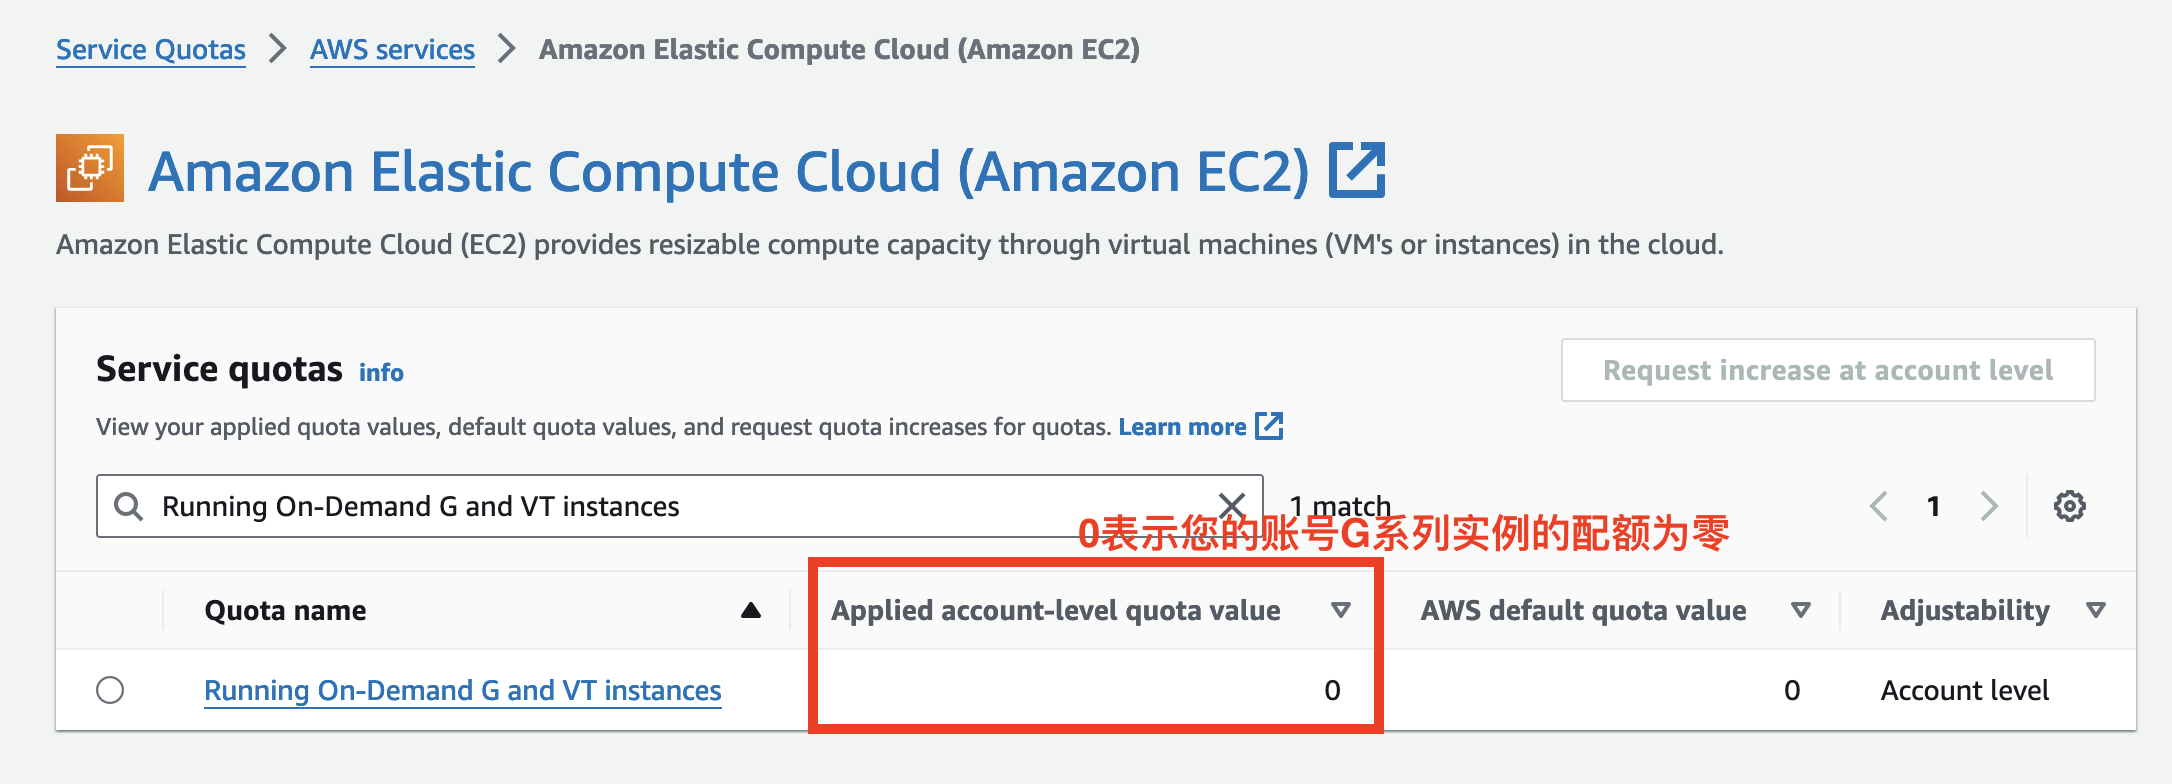 Service Quotas > AWS services > Amazon Elastic Compute Cloud (Amazon EC2)
Amazon Elastic Compute Cloud (Amazon EC2)
Amazon Elastic Compute Cloud (EC2) provides resizable compute capacity through virtual machines (VM's or instances) in the cloud.
Service quotas info
Request increase at account level
View your applied quota values, default quota values, and request quota increases for quotas. Learn more
Running On-Demand G and VT instances
1 match
1
0表示您的账号G系列实例的配额为零
Quota name
Applied account-level quota value
AWS default quota value
Adjustability
Running On-Demand G and VT instances
0
0
Account level